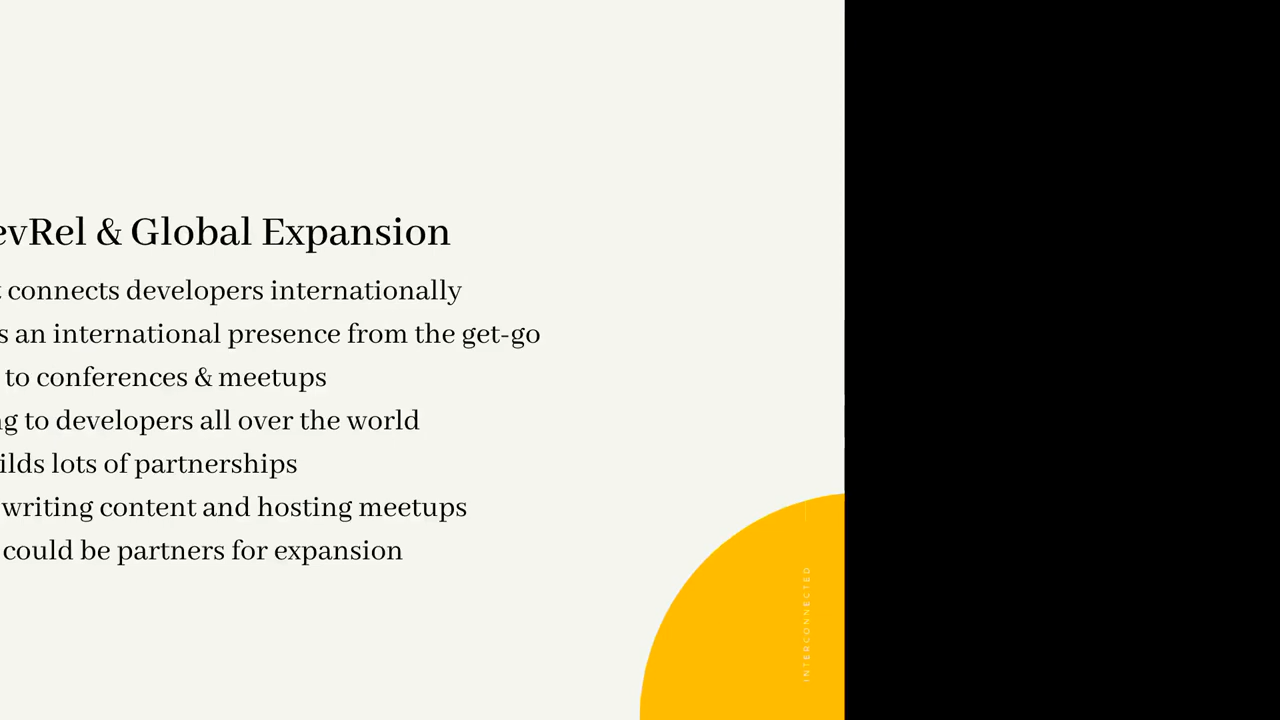 evRel & Global Expansion
connects developers internationally
s an international presence from the get-go
to conferences & meetups
ng to developers all over the world
ilds lots of partnerships
writing content and hosting meetups
could be partners for expansion
INTERCONNECTED